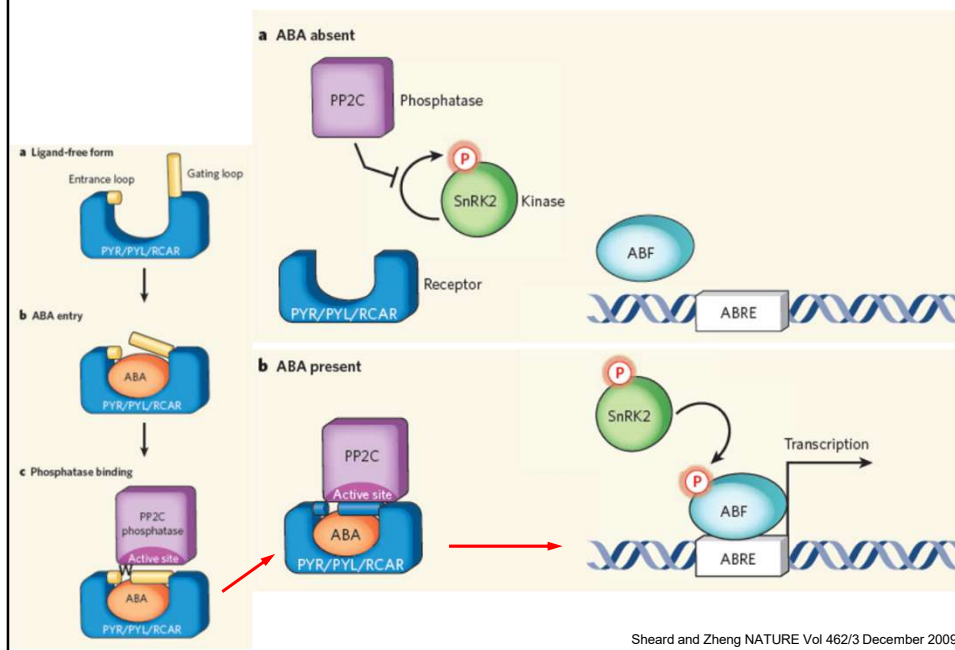 a Ligand-free form
Entrance loop
Gating loop
PYR/PYL/RCAR
b ABA entry
ABA
PYR/PYL/RCAR
c Phosphatase binding
PP2C
phosphatase
Active site
W
ABA
PYR/PYL/RCAR
a ABA absent
PP2C
Phosphatase
P
SnRK2
Kinase
Receptor
PYR/PYL/RCAR
ABF
ABRE
b ABA present
PP2C
Active site
ABA
PYR/PYL/RCAR
P
SnRK2
Transcription
P
ABF
ABRE
Sheard and Zheng NATURE Vol 462/3 December 2009